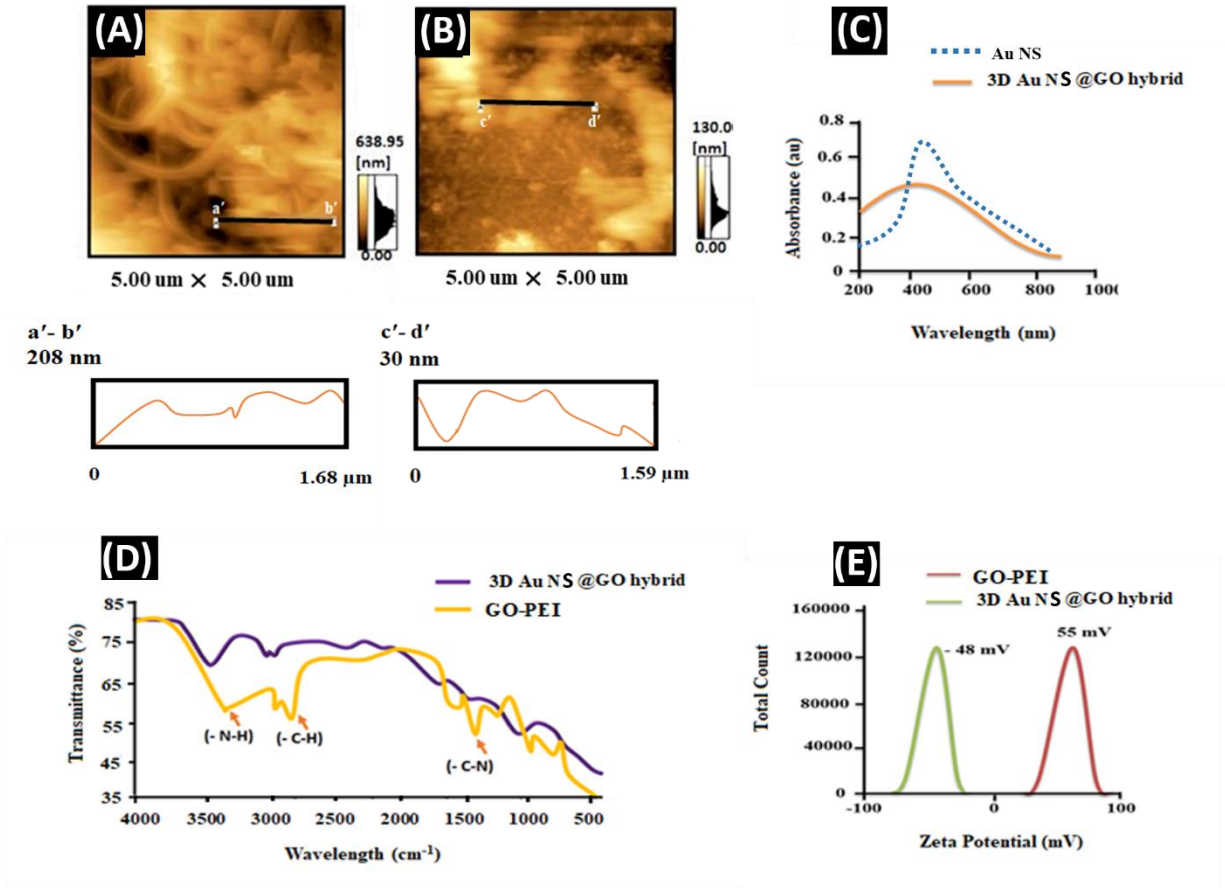 (A)
a′
b′
638.95
[nm]
0.00
5.00 um × 5.00 um
(B)
c′
d′
130.0
[nm]
0.00
5.00 um × 5.00 um
(C)
Au NS
3D Au NS @GO hybrid
0.8
0.6
0.4
0.2
0
Absorbance (au)
200 400 600 800 1000
Wavelength (nm)
a′- b′
208 nm
0 1.68 µm
c′- d′
30 nm
0 1.59 µm
(D)
3D Au NS @GO hybrid
GO-PEI
85
75
65
55
45
35
Transmittance (%)
(- N-H)
(- C-H)
(- C-N)
4000 3500 3000 2500 2000 1500 1000 500
Wavelength (cm-1)
(E)
GO-PEI
3D Au NS @GO hybrid
160000
120000
80000
40000
0
Total Count
- 48 mV
55 mV
-100 0 100
Zeta Potential (mV)